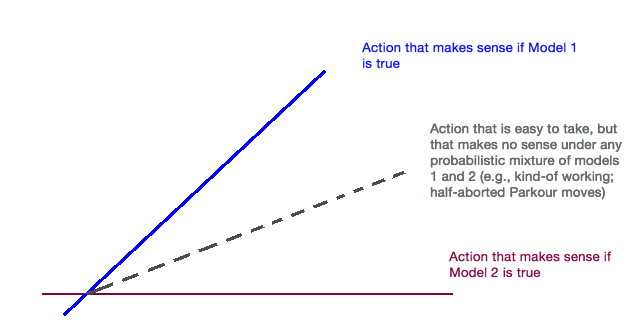 Action that makes sense if Model 1
is true
Action that is easy to take, but
that makes no sense under any
probabilistic mixture of models
1 and 2 (e.g., kind-of working;
half-aborted Parkour moves)
Action that makes sense if
Model 2 is true